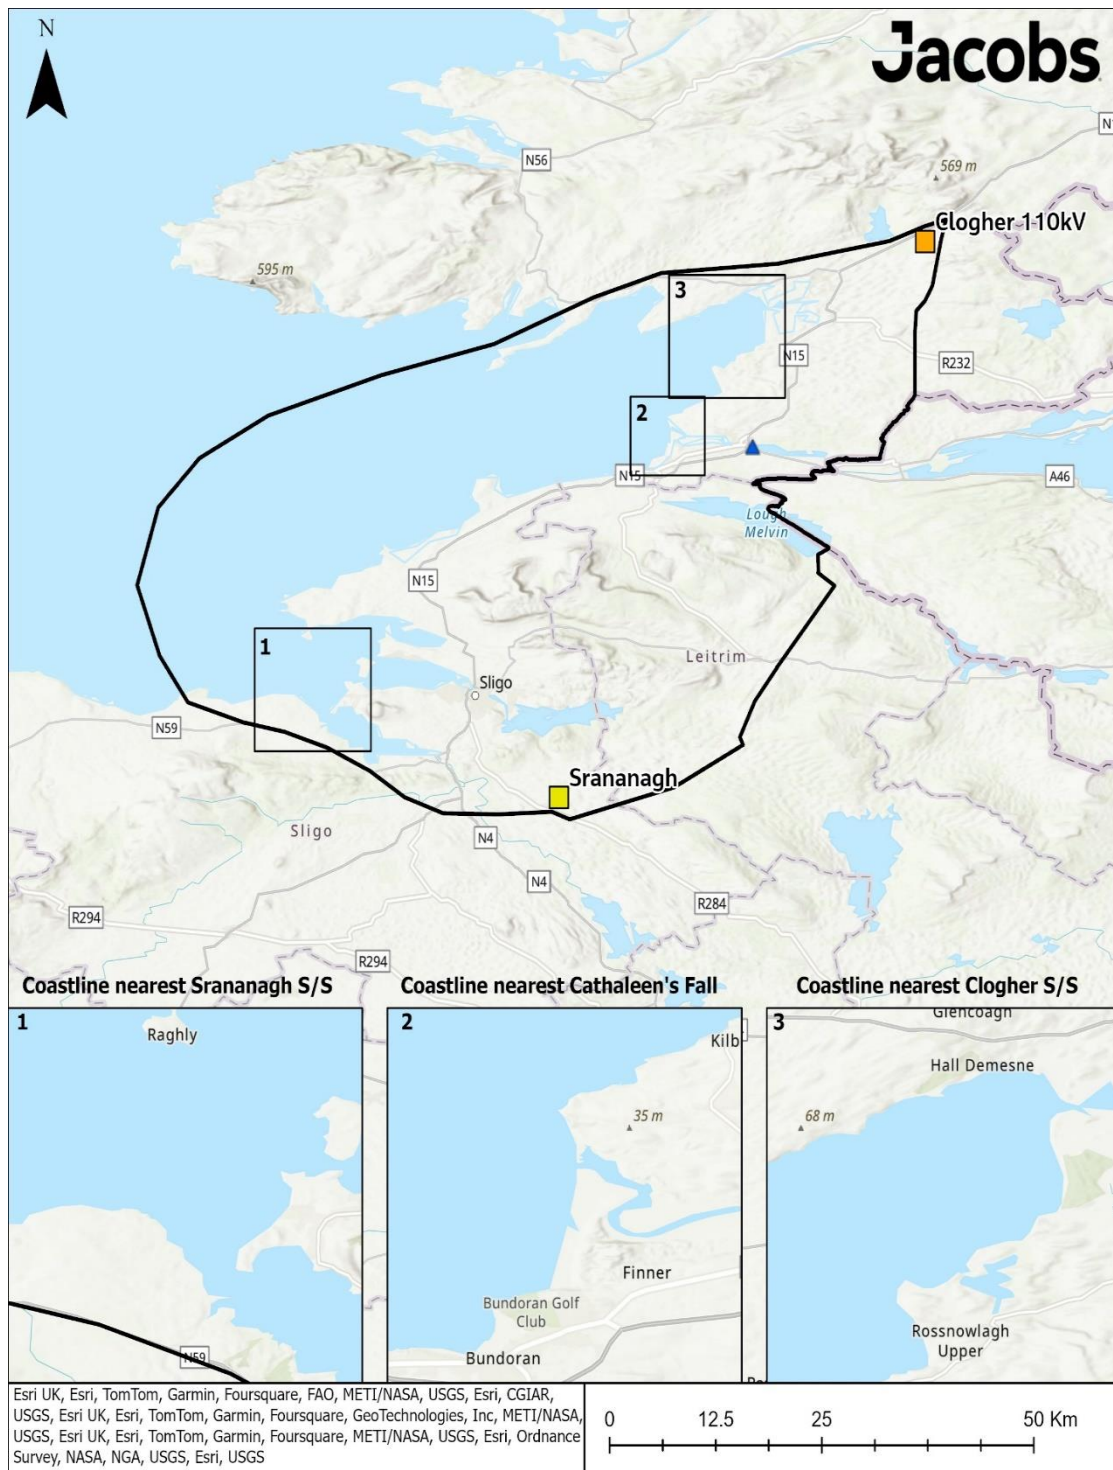 N
Jacobs
N56
569 m
Clogher 110kV
595 m
3
N15
R232
2
N15
A46
Lough
Melvin
N15
1
Leitrim
Sligo
N59
Srananagh
Sligo
N4
N4
R284
R294
R294
Coastline nearest Srananagh S/S
Coastline nearest Cathaleen's Fall
Coastline nearest Clogher S/S
1
Raghly
N59
2
35 m
Finner
Bundoran Golf
Club
Bundoran
3
Glencoagh
Hall Demesne
68 m
Rossnowlagh
Upper
Esri UK, Esri, TomTom, Garmin, Foursquare, FAO, METI/NASA, USGS, Esri, CGIAR,
USGS, Esri UK, Esri, TomTom, Garmin, Foursquare, GeoTechnologies, Inc, METI/NASA,
USGS, Esri UK, Esri, TomTom, Garmin, Foursquare, METI/NASA, USGS, Esri, Ordnance
Survey, NASA, NGA, USGS, Esri, USGS
0 12.5 25 50 Km